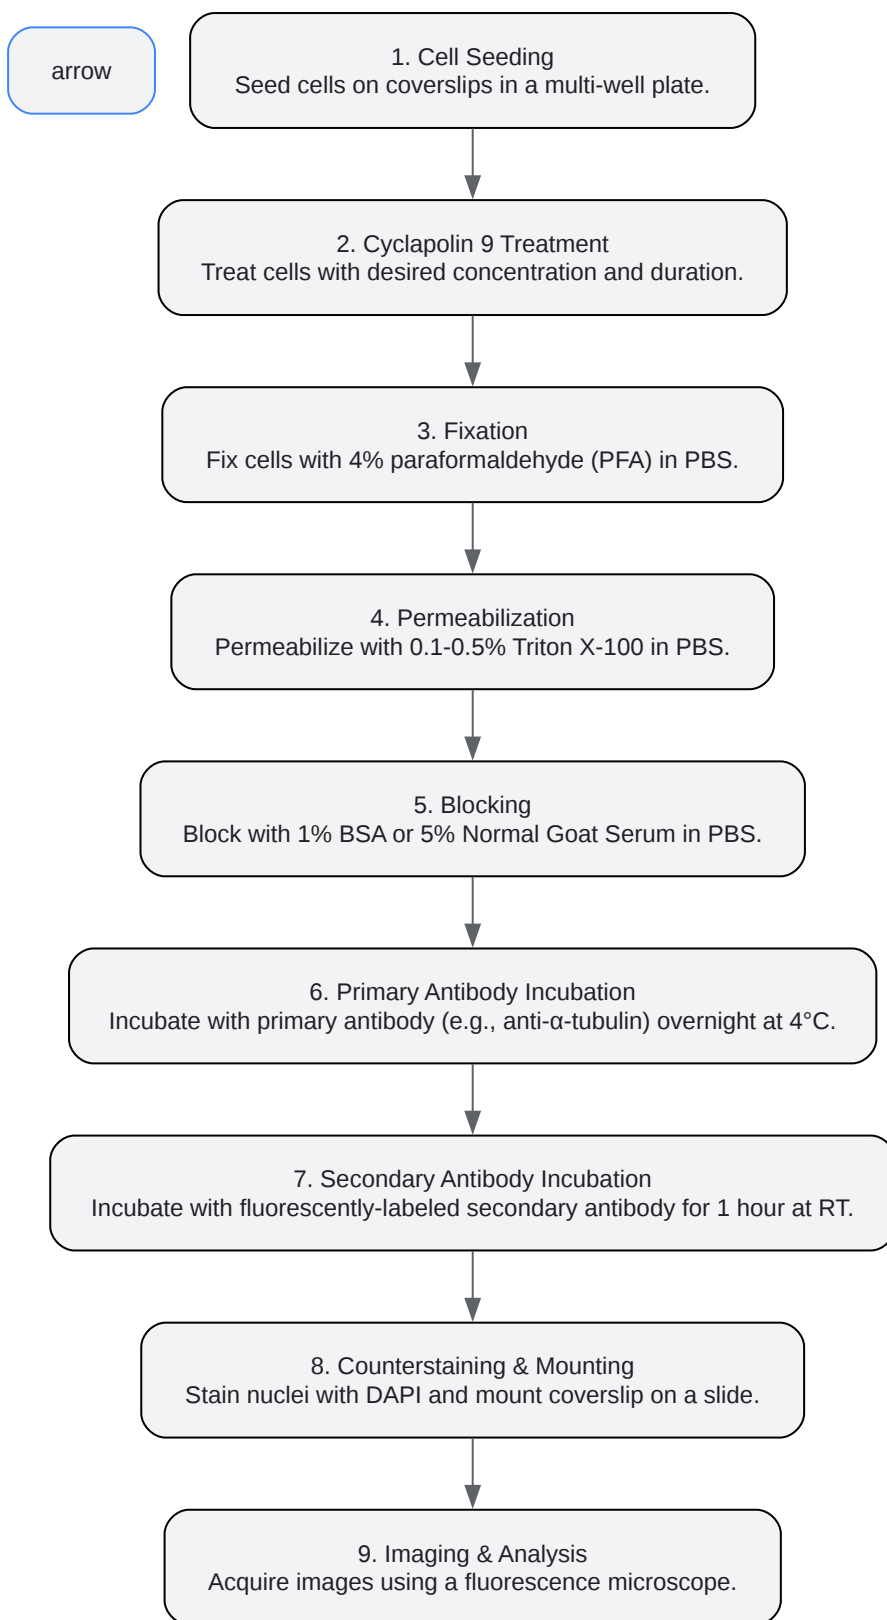 arrow
1. Cell Seeding
Seed cells on coverslips in a multi-well plate.
2. Cyclapolin 9 Treatment
Treat cells with desired concentration and duration.
3. Fixation
Fix cells with 4% paraformaldehyde (PFA) in PBS.
4. Permeabilization
Permeabilize with 0.1-0.5% Triton X-100 in PBS.
5. Blocking
Block with 1% BSA or 5% Normal Goat Serum in PBS.
6. Primary Antibody Incubation
Incubate with primary antibody (e.g., anti-α-tubulin) overnight at 4°C.
7. Secondary Antibody Incubation
Incubate with fluorescently-labeled secondary antibody for 1 hour at RT.
8. Counterstaining & Mounting
Stain nuclei with DAPI and mount coverslip on a slide.
9. Imaging & Analysis
Acquire images using a fluorescence microscope.